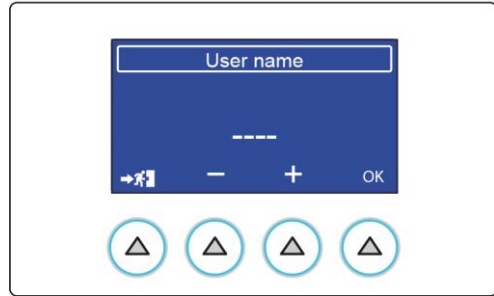 User name
----
− + OK